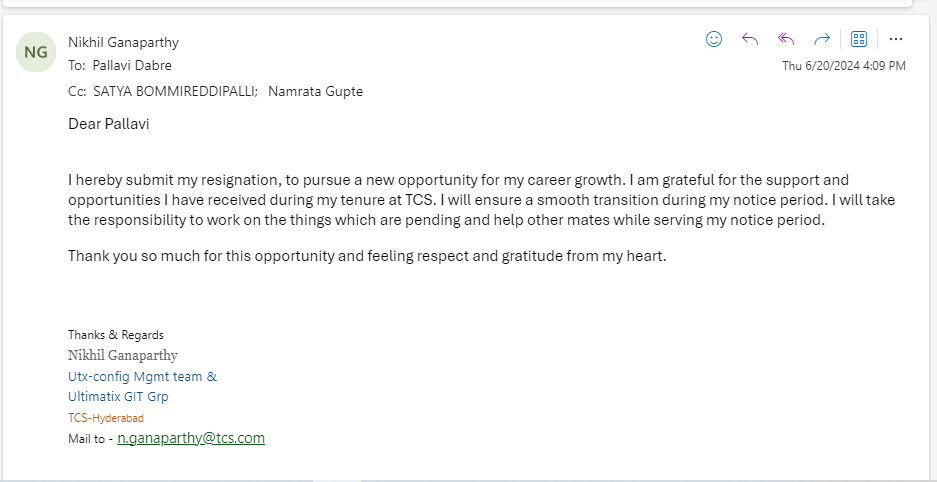 NG
Nikhil Ganaparthy
To: Pallavi Dabre
Thu 6/20/2024 4:09 PM
Cc: SATYA BOMMIREDDIPALLI; Namrata Gupte
Dear Pallavi
I hereby submit my resignation, to pursue a new opportunity for my career growth. I am grateful for the support and
opportunities I have received during my tenure at TCS. I will ensure a smooth transition during my notice period. I will take
the responsibility to work on the things which are pending and help other mates while serving my notice period.
Thank you so much for this opportunity and feeling respect and gratitude from my heart.
Thanks & Regards
Nikhil Ganaparthy
Utx-config Mgmt team &
Ultimatix GIT Grp
TCS-Hyderabad
Mail to - n.ganaparthy@tcs.com